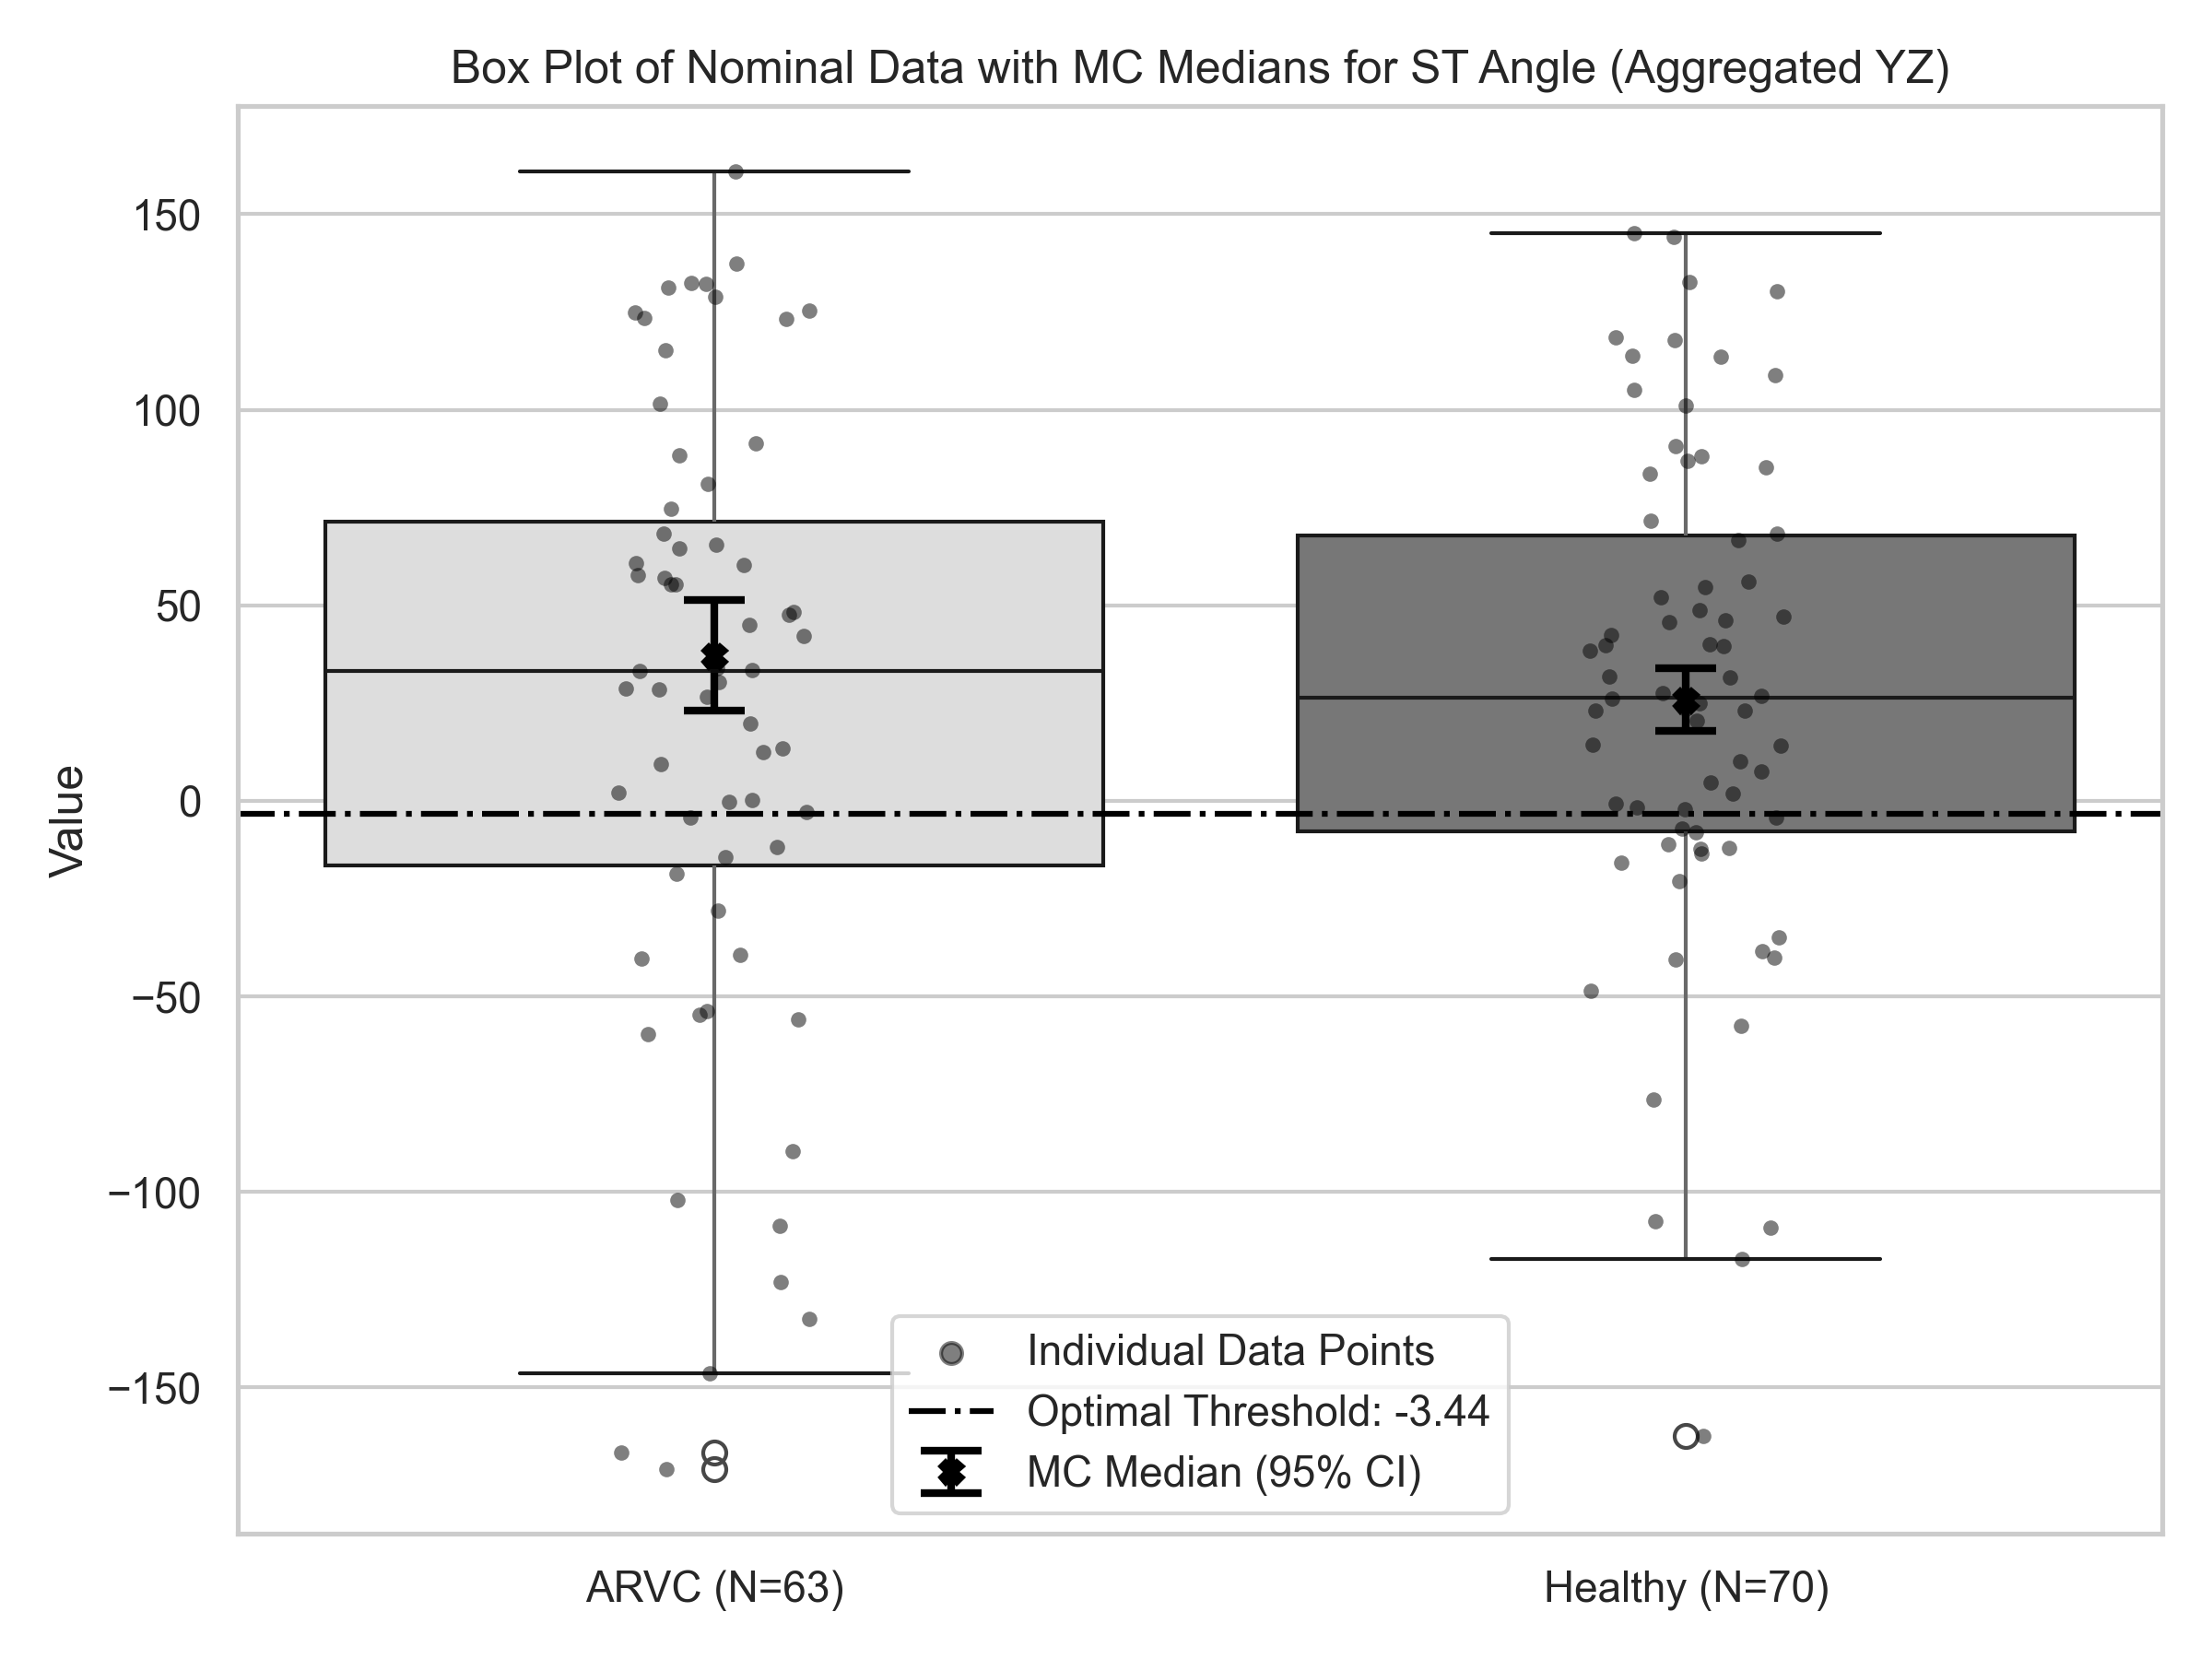 Box Plot of Nominal Data with MC Medians for ST Angle (Aggregated YZ)
Value
150
100
50
0
−50
−100
−150
Individual Data Points
Optimal Threshold: -3.44
MC Median (95% CI)
ARVC (N=63)
Healthy (N=70)